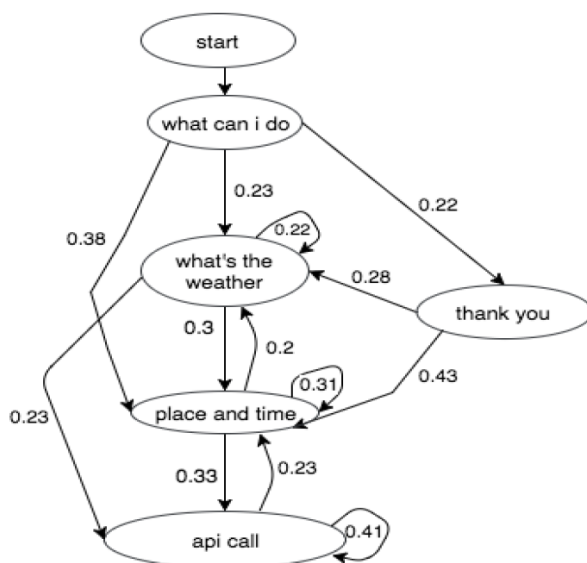 start
what can i do
0.23
0.22
0.38
0.22
what's the
weather
0.28
thank you
0.3
0.2
0.31
0.43
0.23
place and time
0.33
0.23
0.41
api call